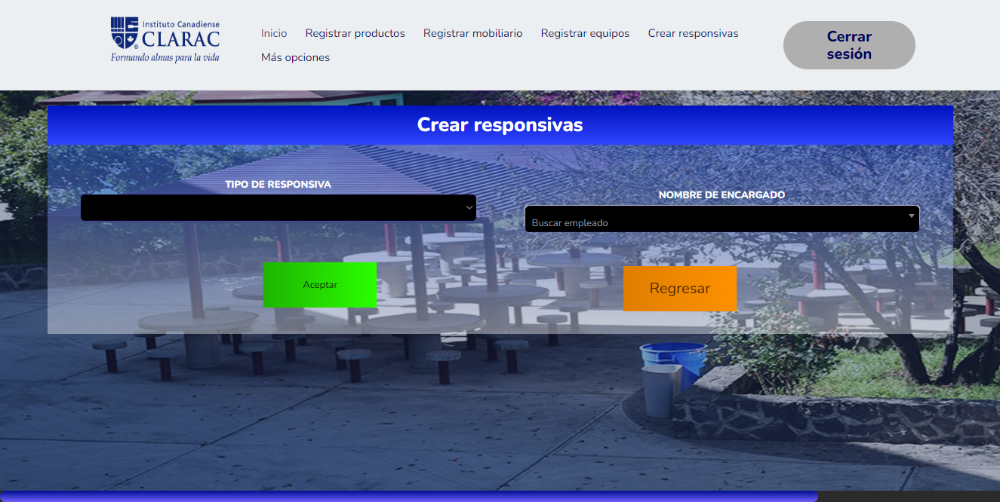 Instituto Canadiense
CLARAC
®
Formando almas para la vida
Inicio
Registrar productos
Registrar mobiliario
Registrar equipos
Crear responsivas
Más opciones
Cerrar
sesión
Crear responsivas
TIPO DE RESPONSIVA
NOMBRE DE ENCARGADO
Buscar empleado
Aceptar
Regresar